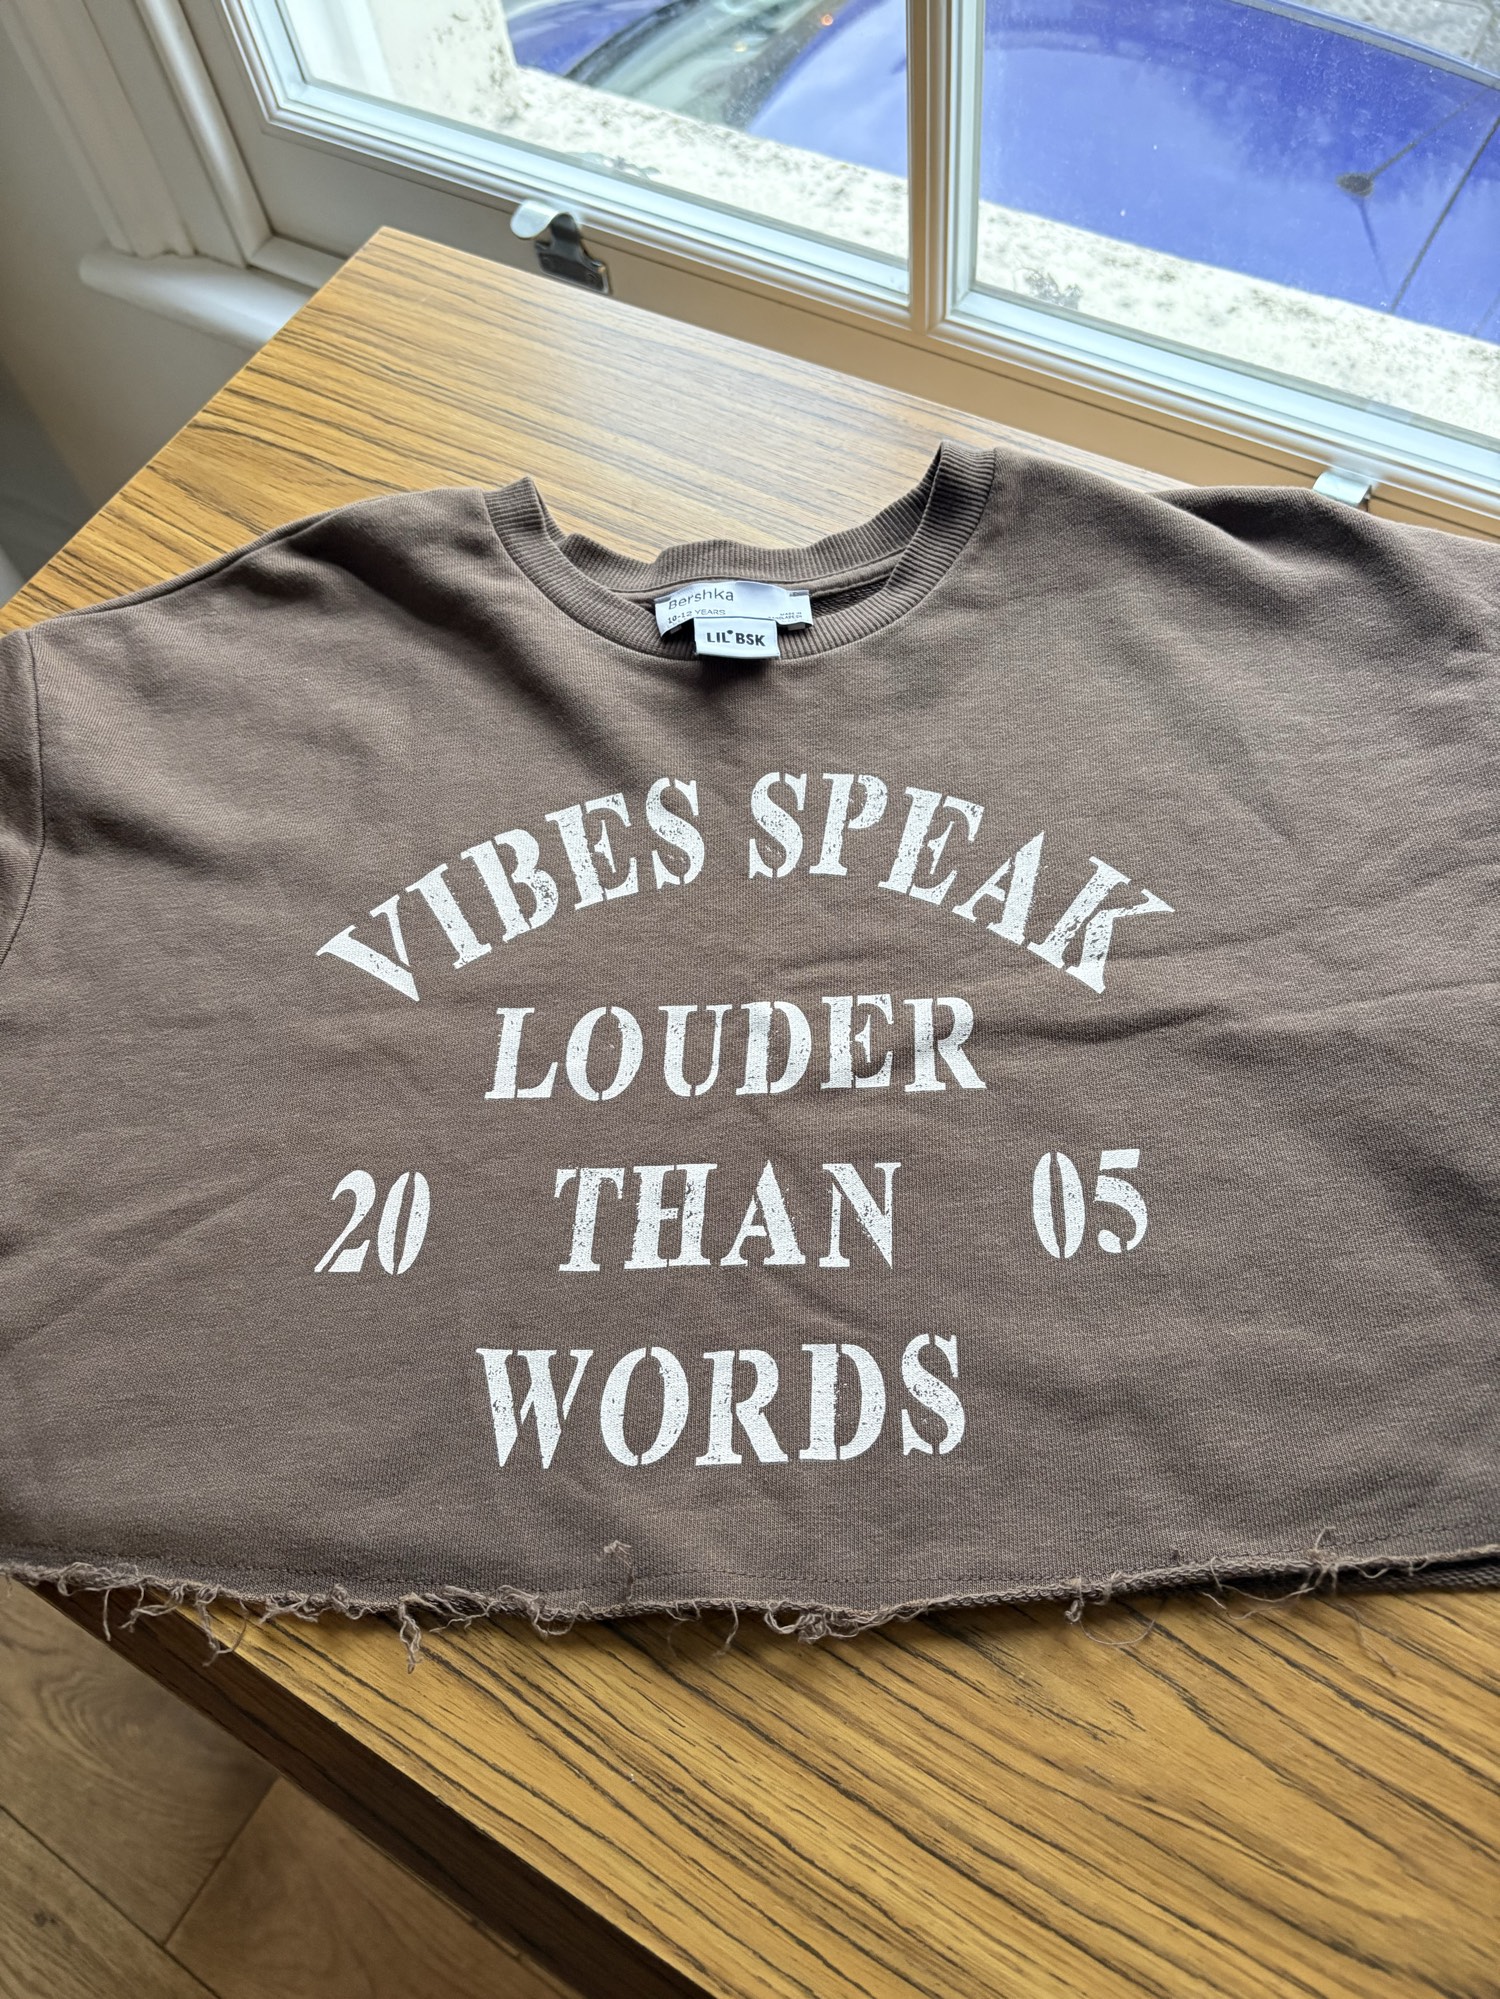 Bershka
10-12 YEARS
LIL' BSK
VIBES SPEAK
LOUDER
20 THAN 05
WORDS